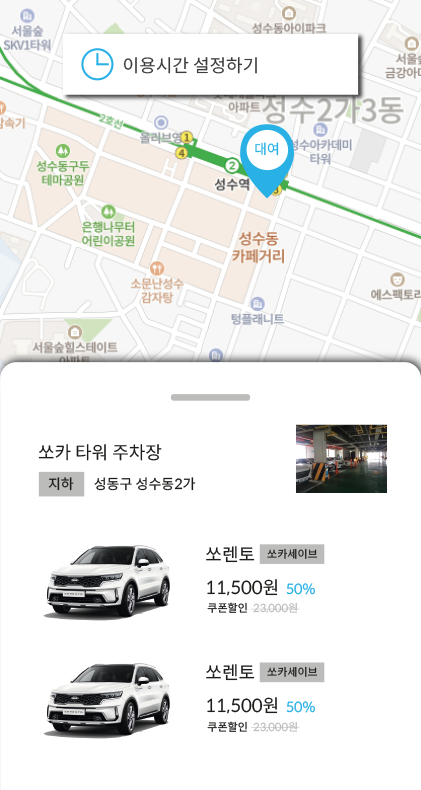 서울숲
SKV1타워
성수동아이파크
이용시간 설정하기
금강아미
아파트
성수2가3동
감속기
2호선
올리브영
1
4
대여
성수아카데미
타워
성수동구두
테마공원
2
성수역
은행나무터
어린이공원
성수동
카페거리
소문난성수
감자탕
에스팩토리
텅플래니트
서울숲힐스테이트
아파트
쏘카 타워 주차장
지하 성동구 성수동2가
쏘렌토 쏘카세이브
11,500원 50%
쿠폰할인 23,000원
쏘렌토 쏘카세이브
11,500원 50%
쿠폰할인 23,000원